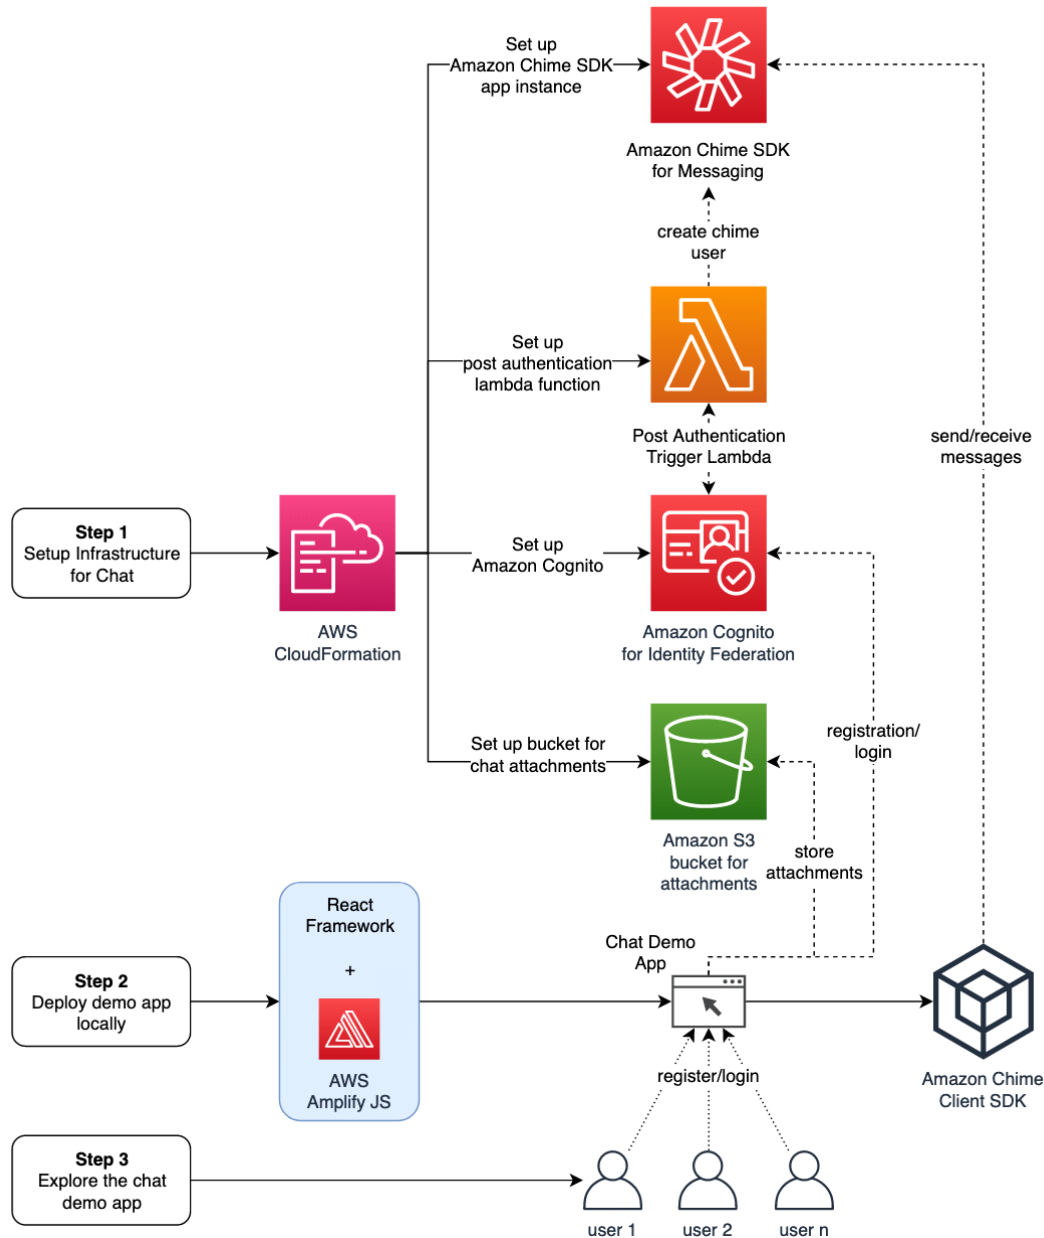 Set up
Amazon Chime SDK
app instance
Amazon Chime SDK
for Messaging
create chime
user
Set up
post authentication
lambda function
Post Authentication
Trigger Lambda
send/receive
messages
Step 1
Setup Infrastructure
for Chat
Set up
Amazon Cognito
AWS
CloudFormation
Amazon Cognito
for Identity Federation
registration/
login
Set up bucket for
chat attachments
Amazon S3
bucket for
attachments
store
attachments
React
Framework
+
AWS
Amplify JS
Chat Demo
App
Step 2
Deploy demo app
locally
register/login
Amazon Chime
Client SDK
Step 3
Explore the chat
demo app
user 1
user 2
user n